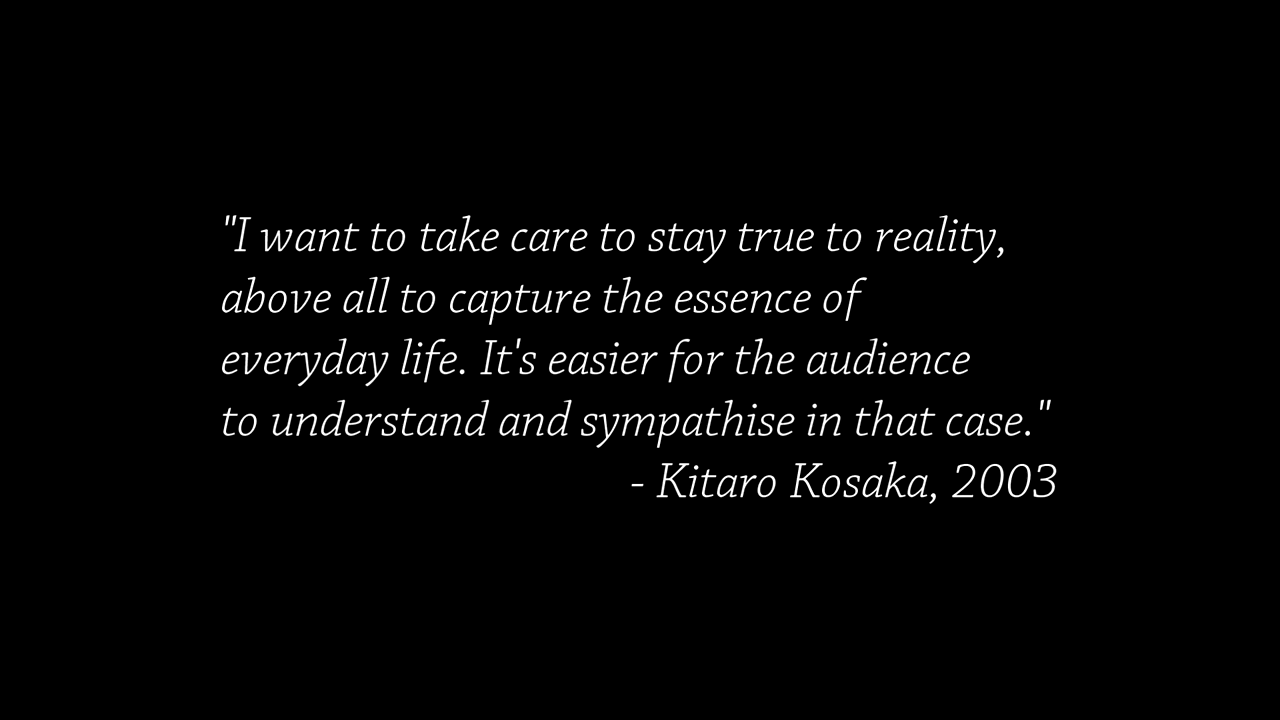 "I want to take care to stay true to reality,
above all to capture the essence of
everyday life. It's easier for the audience
to understand and sympathise in that case."
- Kitaro Kosaka, 2003